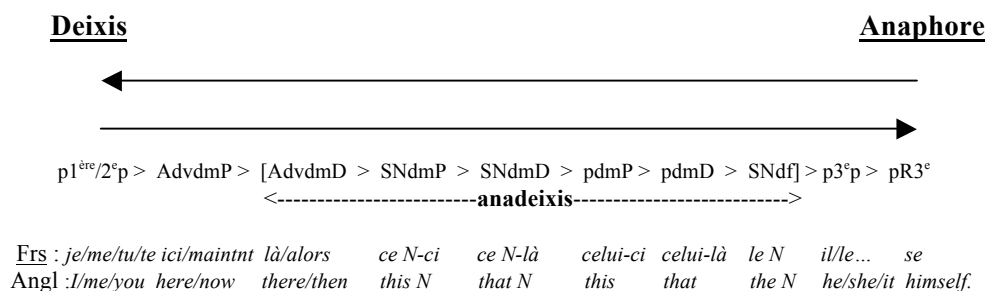 Deixis Anaphore
p1ère/2ep > AdvdmP > [AdvdmD > SNdmP > SNdmD > pdmP > pdmD > SNdf] > p3ep > pR3e
<------------------------anadeixis------------------------>
Frs : je/me/tu/te ici/maintnt là/alors ce N-ci ce N-là celui-ci celui-là le N il/le… se
Angl :I/me/you here/now there/then this N that N this that the N he/she/it himself.